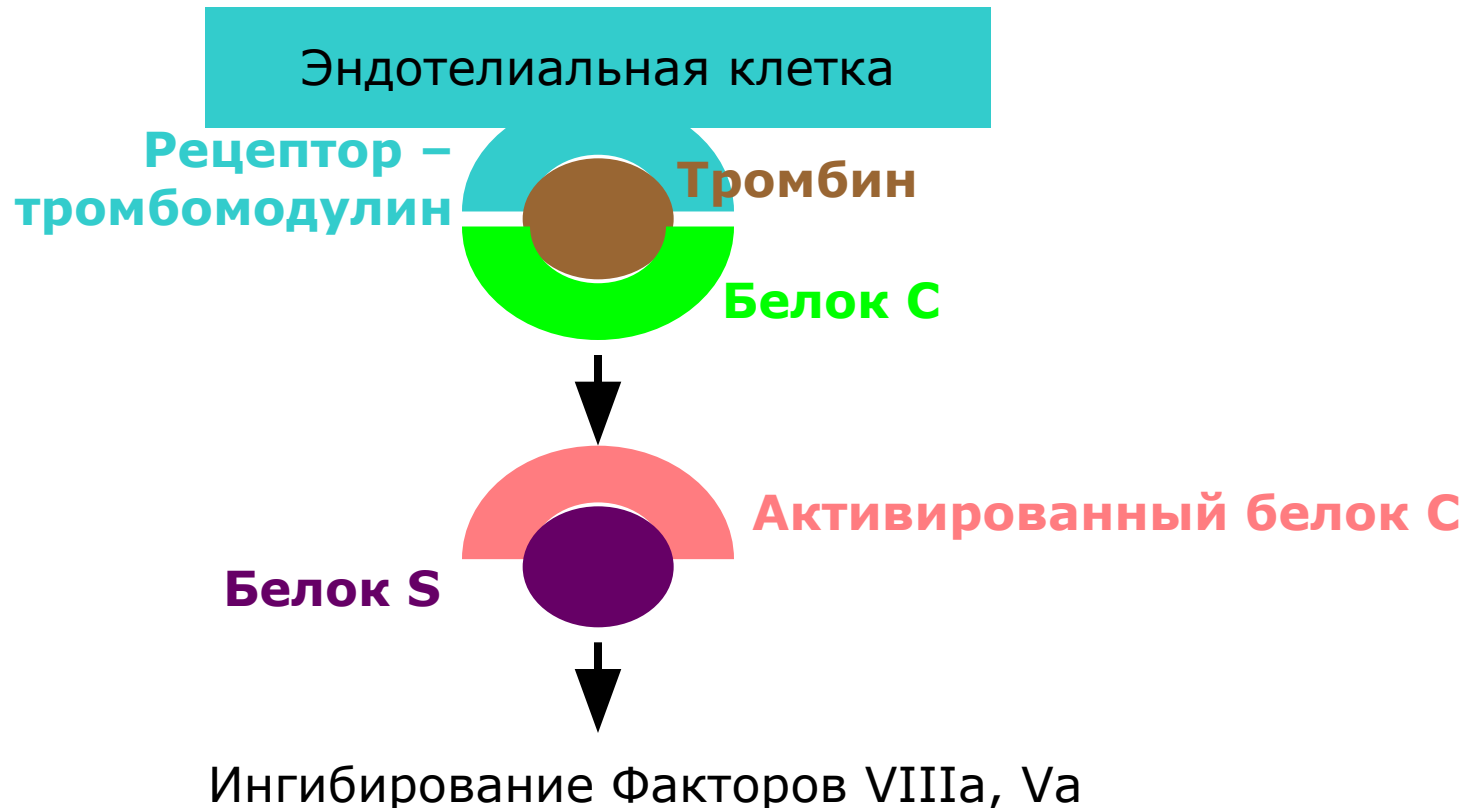 Эндотелиальная клетка
Рецептор –
тромбомодулин
Тромбин
Белок С
Активированный белок С
Белок S
Ингибирование Факторов VIIIa, Va